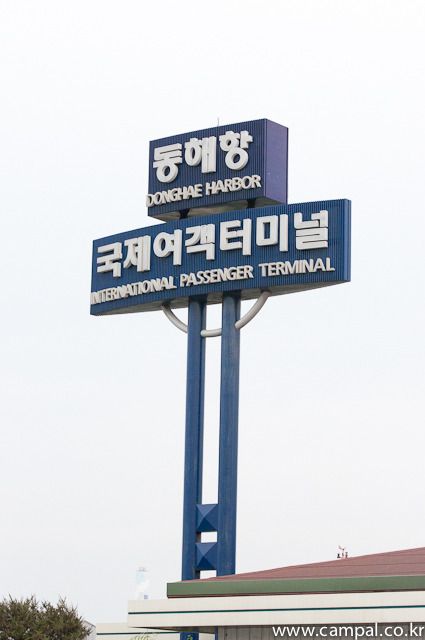 동해항
DONGHAE HARBOR
국제여객터미널
INTERNATIONAL PASSENGER TERMINAL
www.campal.co.kr